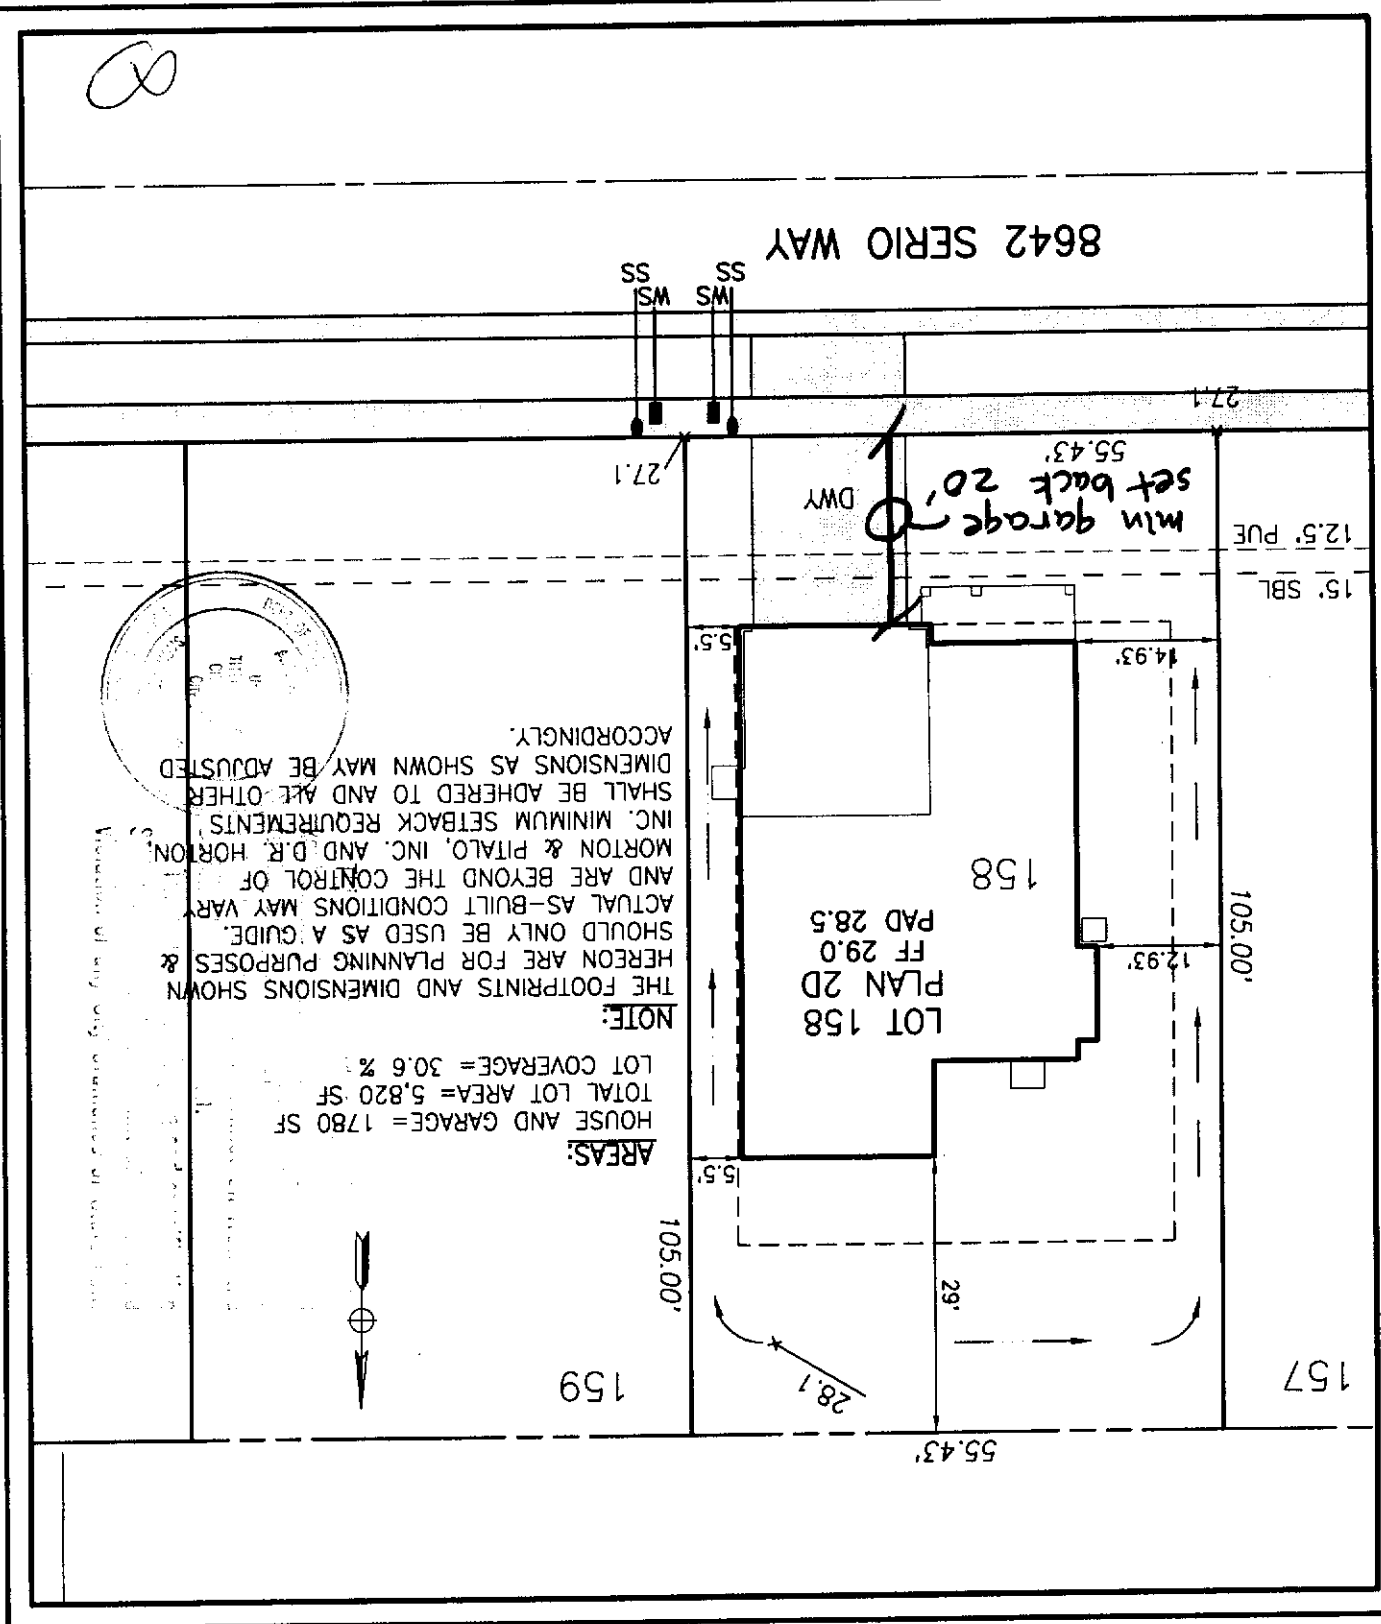 55.43'
157
28.1
159
29'
105.00'
105.00'
5.5'
AREAS:
HOUSE AND GARAGE= 1780 SF
TOTAL LOT AREA= 5,820 SF
LOT COVERAGE= 30.6 %
LOT 158
PLAN 2D
FF 29.0
PAD 28.5
12.93'
158
NOTE:
THE FOOTPRINTS AND DIMENSIONS SHOWN
HEREON ARE FOR PLANNING PURPOSES &
SHOULD ONLY BE USED AS A GUIDE.
ACTUAL AS-BUILT CONDITIONS MAY VARY
AND ARE BEYOND THE CONTROL OF
MORTON & PITALO, INC. AND D.R. HORTON,
INC. MINIMUM SETBACK REQUIREMENTS
SHALL BE ADHERED TO AND ALL OTHER
DIMENSIONS AS SHOWN MAY BE ADJUSTED
ACCORDINGLY.
14.93'
5.5'
15' SBL
12.5' PUE
min garage
set back 20'
DWY
55.43'
27.1
27.1
SS
WS
WS
SS
8642 SERIO WAY